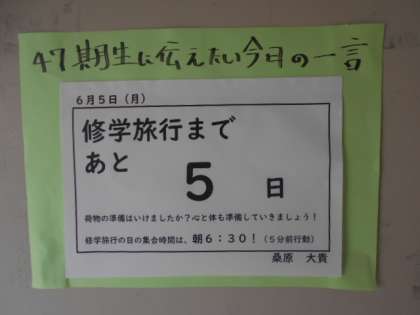 47期生に伝えたい今日の一言
6月5日(月)
修学旅行まで
あと 5 日
荷物の準備はいけましたか？心と体も準備していきましょう！
修学旅行の日の集合時間は、朝6:30！(5分前行動)
桑原 大貴